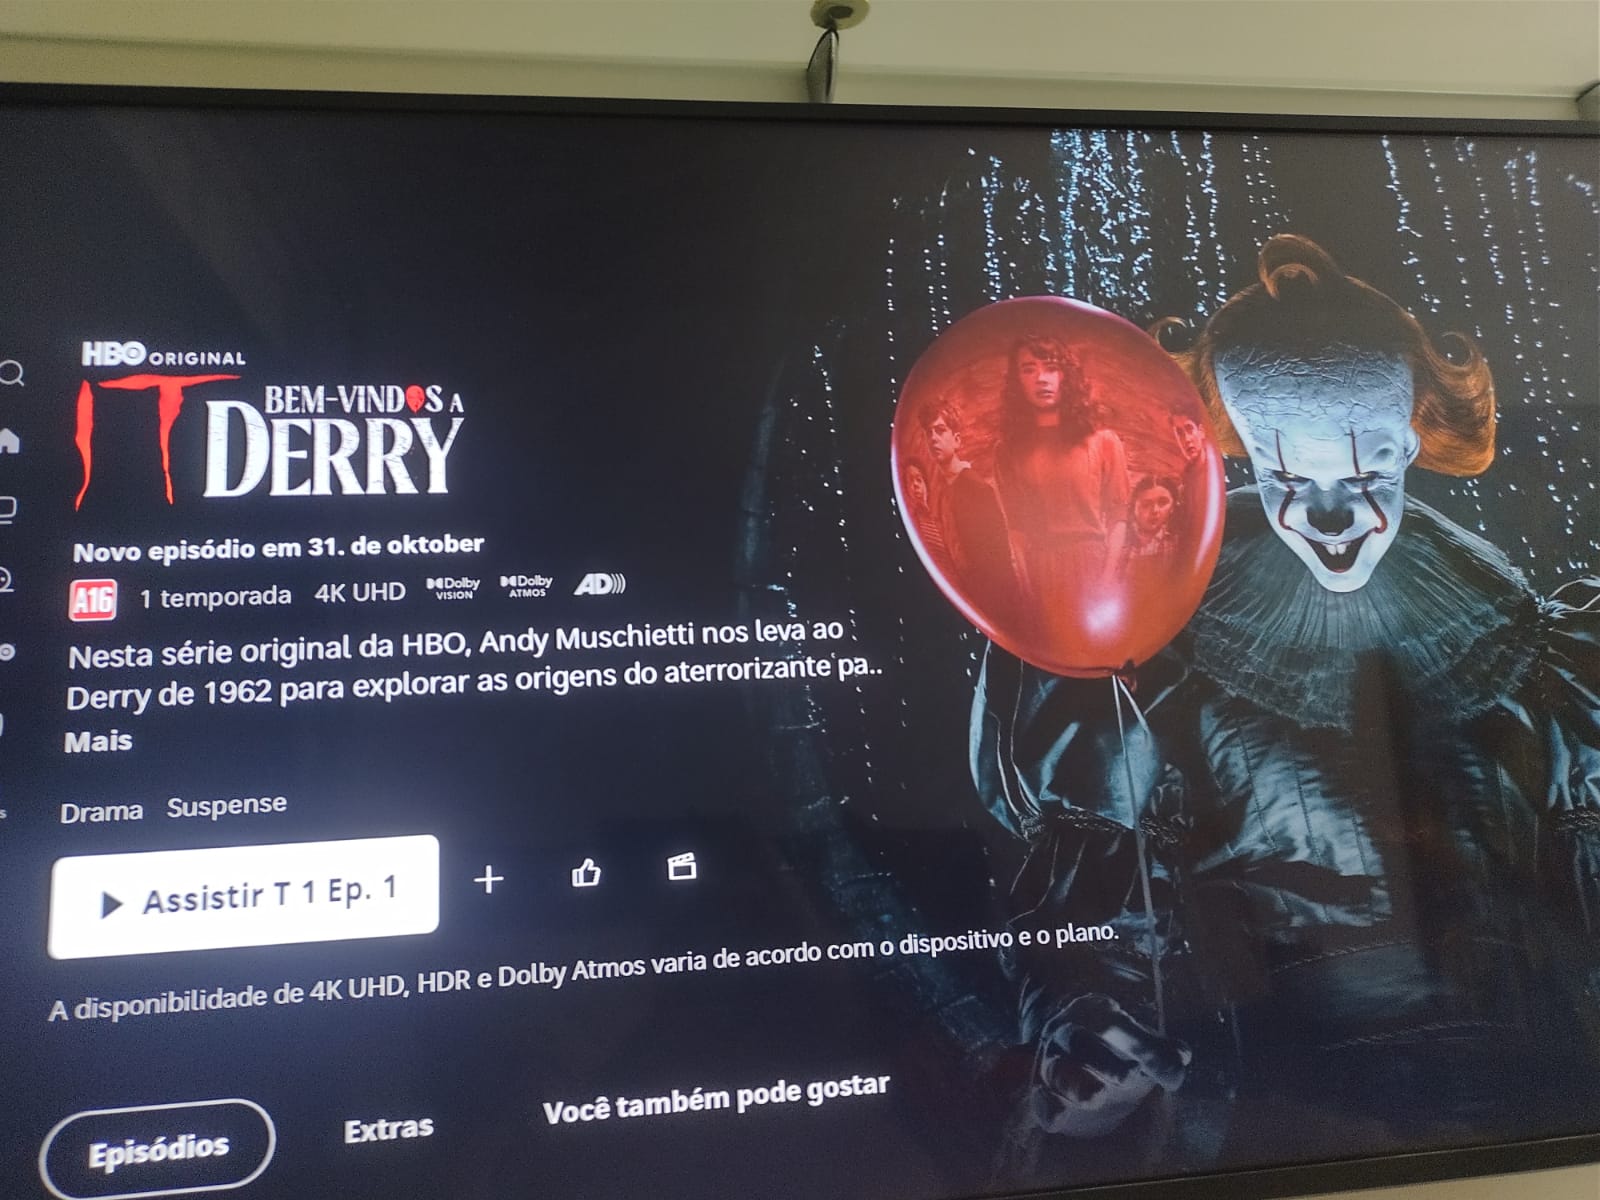 HBO ORIGINAL
IT BEM-VINDOS A
DERRY
Novo episódio em 31. de oktober
A16 1 temporada 4K UHD Dolby VISION Dolby ATMOS AD
Nesta série original da HBO, Andy Muschietti nos leva ao
Derry de 1962 para explorar as origens do aterrorizante pa..
Mais
Drama Suspense
Assistir T 1 Ep. 1
A disponibilidade de 4K UHD, HDR e Dolby Atmos varia de acordo com o dispositivo e o plano.
Episódios Extras Você também pode gostar